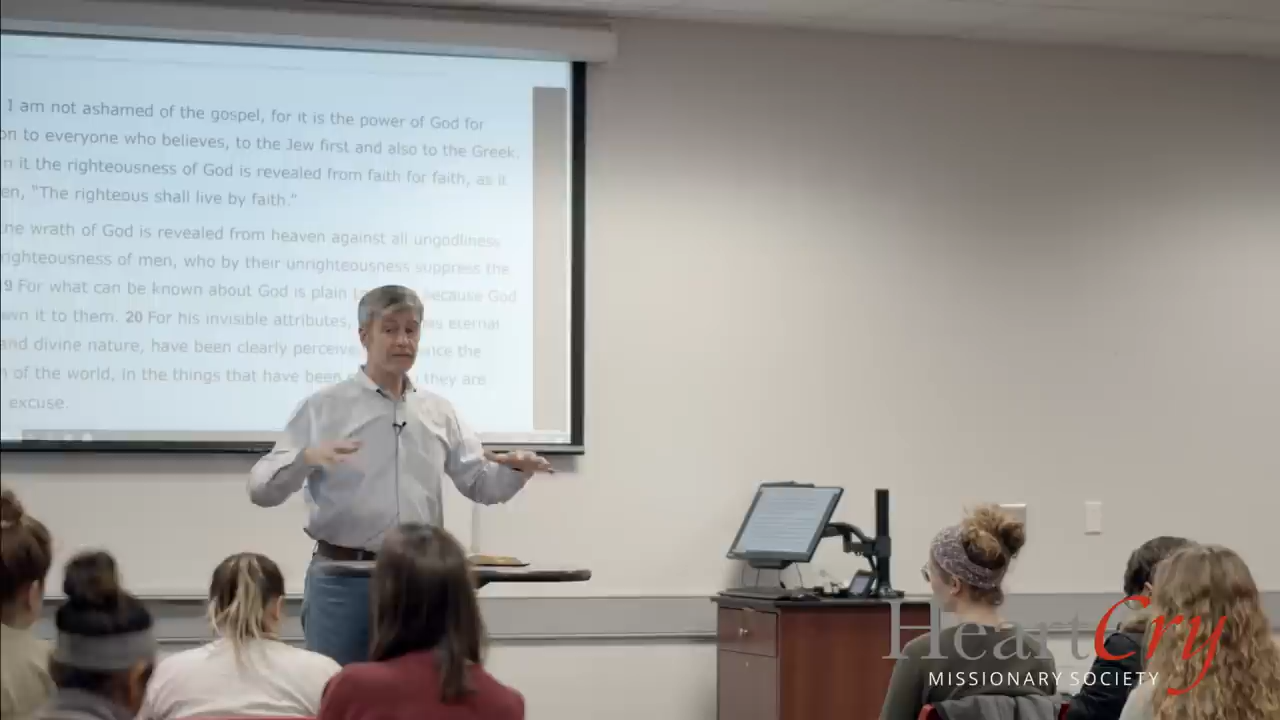 I am not ashamed of the gospel, for it is the power of God for
on to everyone who believes, to the Jew first and also to the Greek.
n it the righteousness of God is revealed from faith for faith, as it
en, "The righteous shall live by faith."
he wrath of God is revealed from heaven against all ungodliness
righteousness of men, who by their unrighteousness suppress the
9 For what can be known about God is plain because God
wn it to them. 20 For his invisible attributes, his eternal
and divine nature, have been clearly perceive nce the
n of the world, in the things that have been they are
excuse.
HeartCry
MISSIONARY SOCIETY